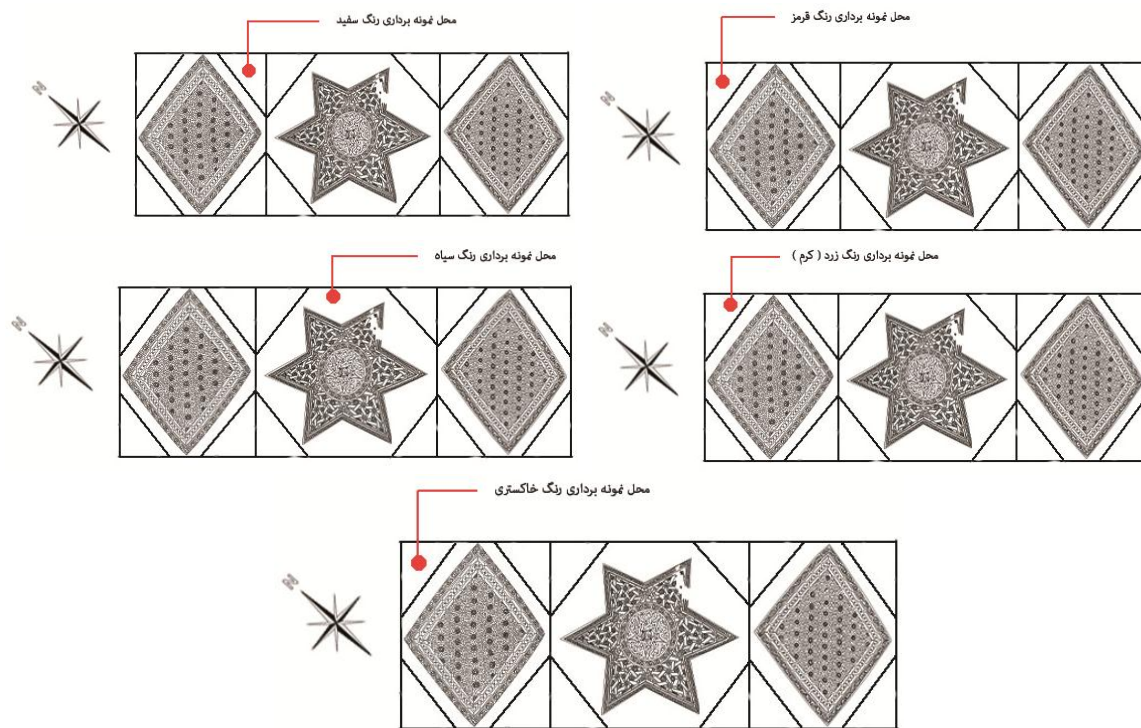 محل نمونه برداری رنگ سفید
محل نمونه برداری رنگ قرمز
محل نمونه برداری رنگ سیاه
محل نمونه برداری رنگ زرد ( کرم )
محل نمونه برداری رنگ خاکستری